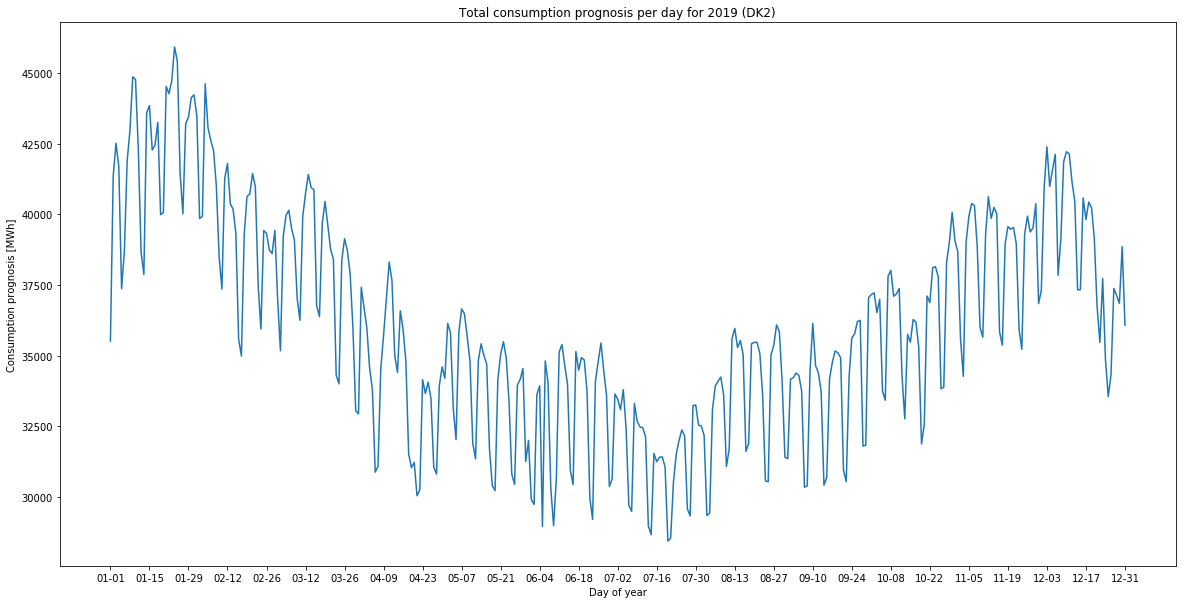 Total consumption prognosis per day for 2019 (DK2)
Consumption prognosis [MWh]
45000
42500
40000
37500
35000
32500
30000
01-01 01-15 01-29 02-12 02-26 03-12 03-26 04-09 04-23 05-07 05-21 06-04 06-18 07-02 07-16 07-30 08-13 08-27 09-10 09-24 10-08 10-22 11-05 11-19 12-03 12-17 12-31
Day of year